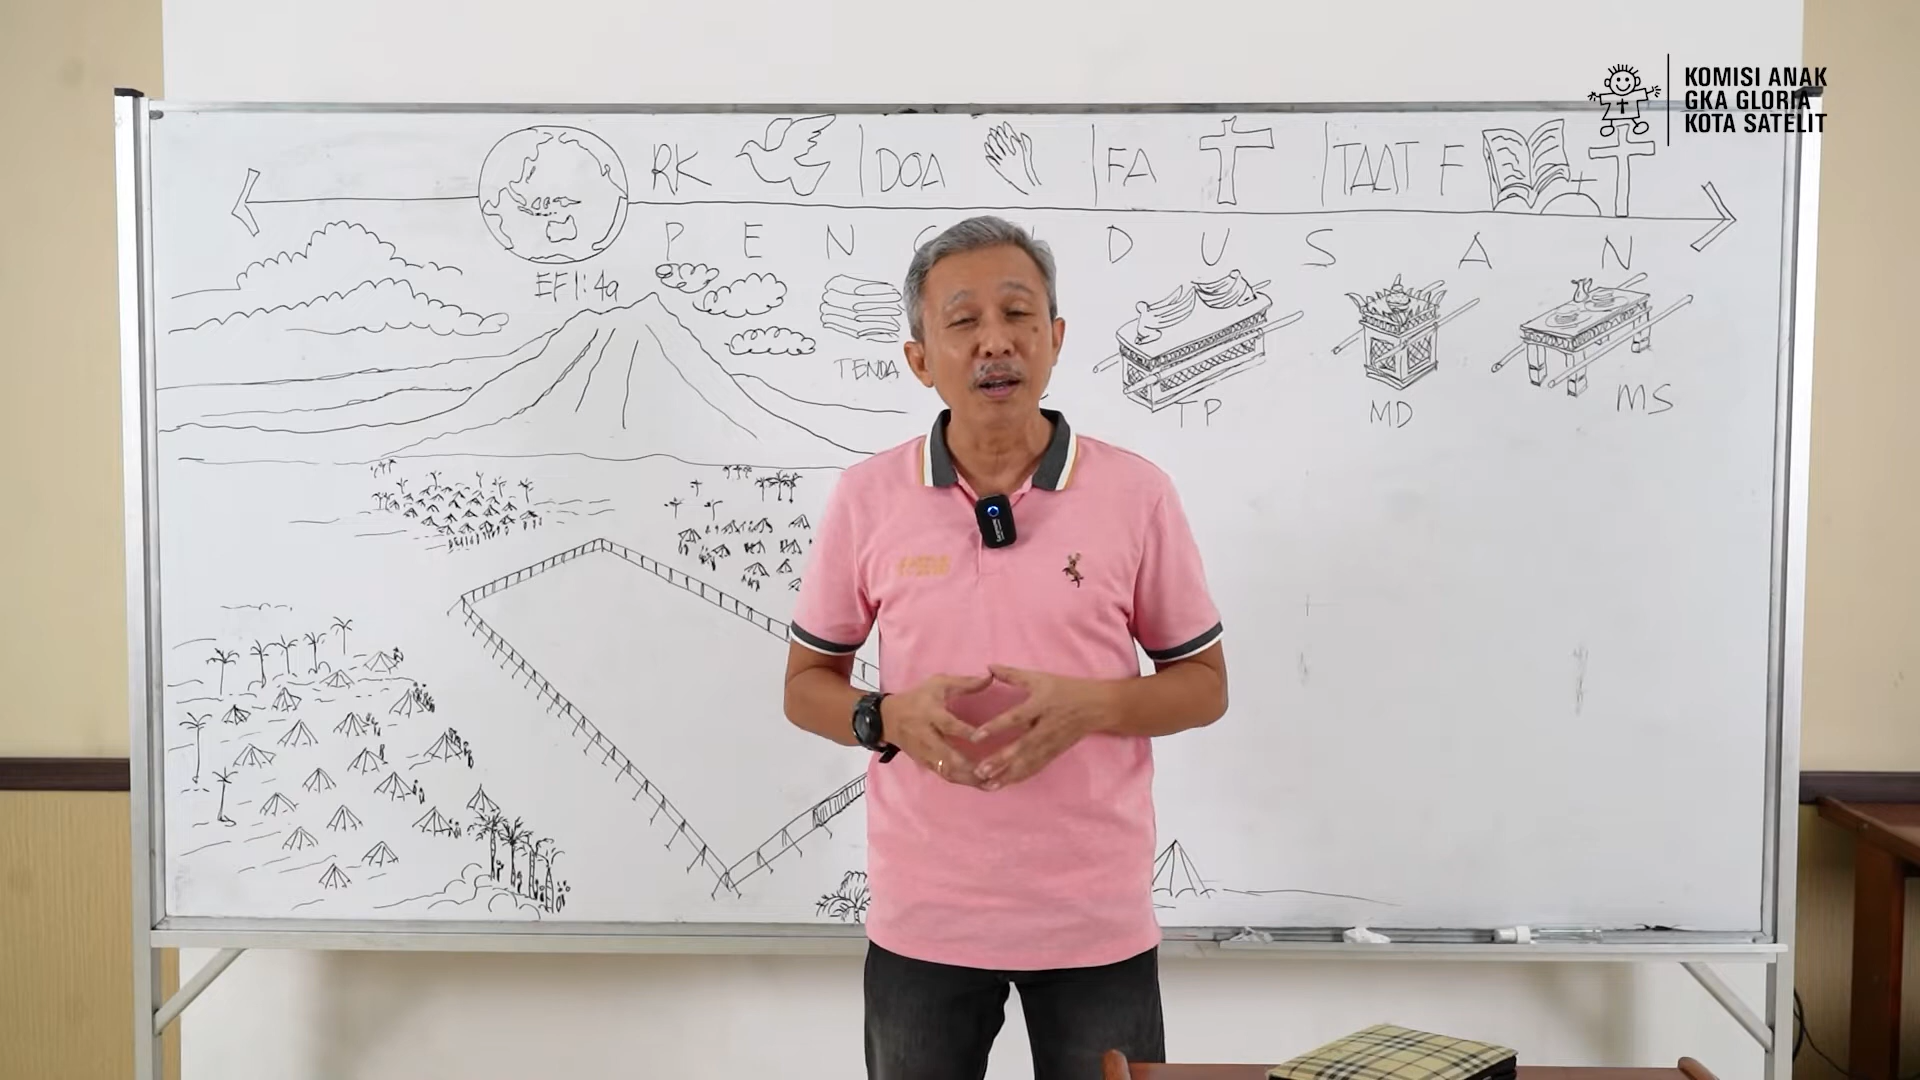 KOMISI ANAK
GKA GLORIA
KOTA SATELIT
RK DOA FA TAAT F
P E N G U D U S A N
EF 1:4a
TENDA
TP
MD
MS